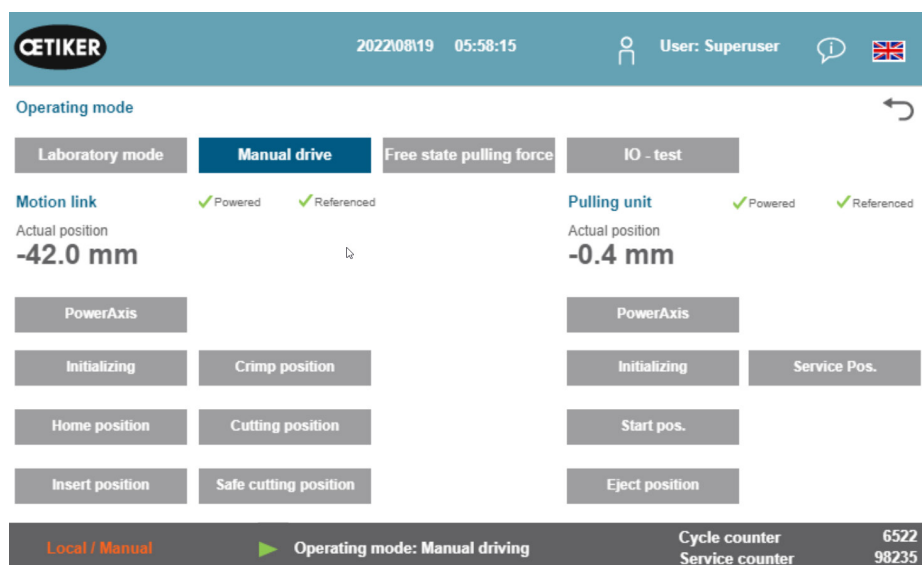 ŒTIKER
2022\08\19 05:58:15
User: Superuser
Operating mode
Laboratory mode
Manual drive
Free state pulling force
IO - test
Motion link
Powered
Referenced
Pulling unit
Powered
Referenced
Actual position
-42.0 mm
Actual position
-0.4 mm
PowerAxis
PowerAxis
Initializing
Crimp position
Initializing
Service Pos.
Home position
Cutting position
Start pos.
Insert position
Safe cutting position
Eject position
Local / Manual
Operating mode: Manual driving
Cycle counter 6522
Service counter 98235